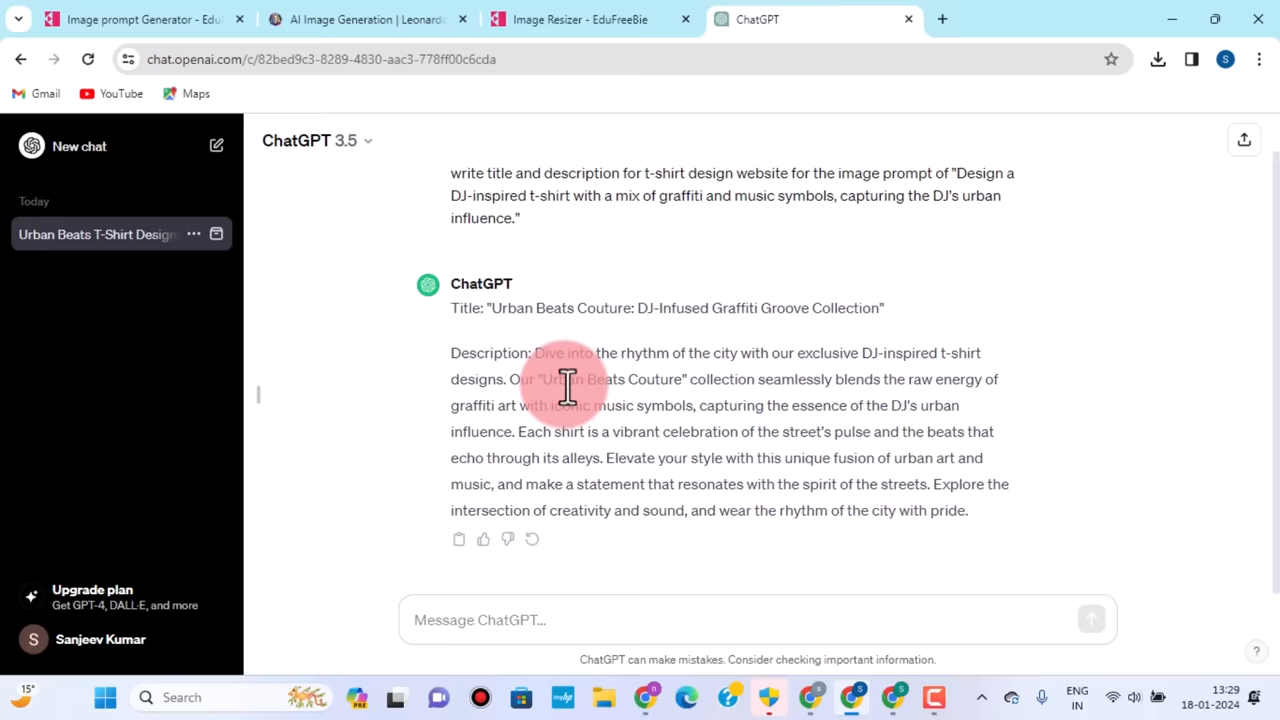 Image prompt Generator - Edu
AI Image Generation | Leonardo
Image Resizer - EduFreeBie
ChatGPT
chat.openai.com/c/82bed9c3-8289-4830-aac3-778ff00c6cda
S
Gmail
YouTube
Maps
New chat
ChatGPT 3.5
Today
Urban Beats T-Shirt Design
write title and description for t-shirt design website for the image prompt of "Design a
DJ-inspired t-shirt with a mix of graffiti and music symbols, capturing the DJ's urban
influence."
ChatGPT
Title: "Urban Beats Couture: DJ-Infused Graffiti Groove Collection"
Description: Dive into the rhythm of the city with our exclusive DJ-inspired t-shirt
designs. Our "Urban Beats Couture" collection seamlessly blends the raw energy of
graffiti art with iconic music symbols, capturing the essence of the DJ's urban
influence. Each shirt is a vibrant celebration of the street's pulse and the beats that
echo through its alleys. Elevate your style with this unique fusion of urban art and
music, and make a statement that resonates with the spirit of the streets. Explore the
intersection of creativity and sound, and wear the rhythm of the city with pride.
Upgrade plan
Get GPT-4, DALL·E, and more
S
Sanjeev Kumar
Message ChatGPT...
ChatGPT can make mistakes. Consider checking important information.
?
15°
Search
ENG
IN
13:29
18-01-2024